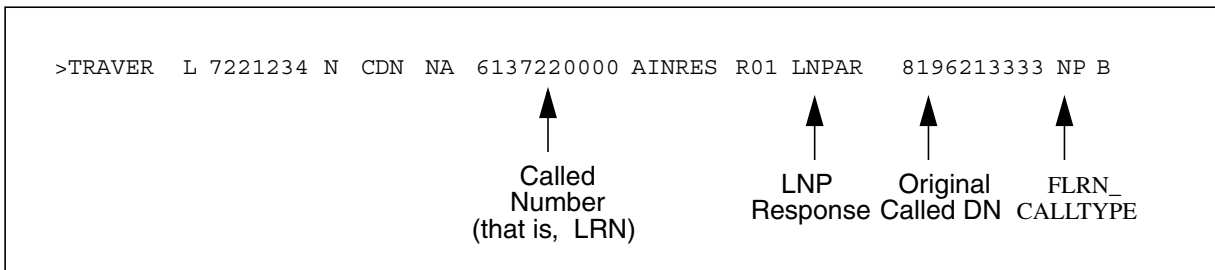 >TRAVER L 7221234 N CDN NA 6137220000 AINRES R01 LNPAR 8196213333 NP B
Called
Number
(that is, LRN)
LNP
Response
Original
Called DN
FLRN_
CALLTYPE